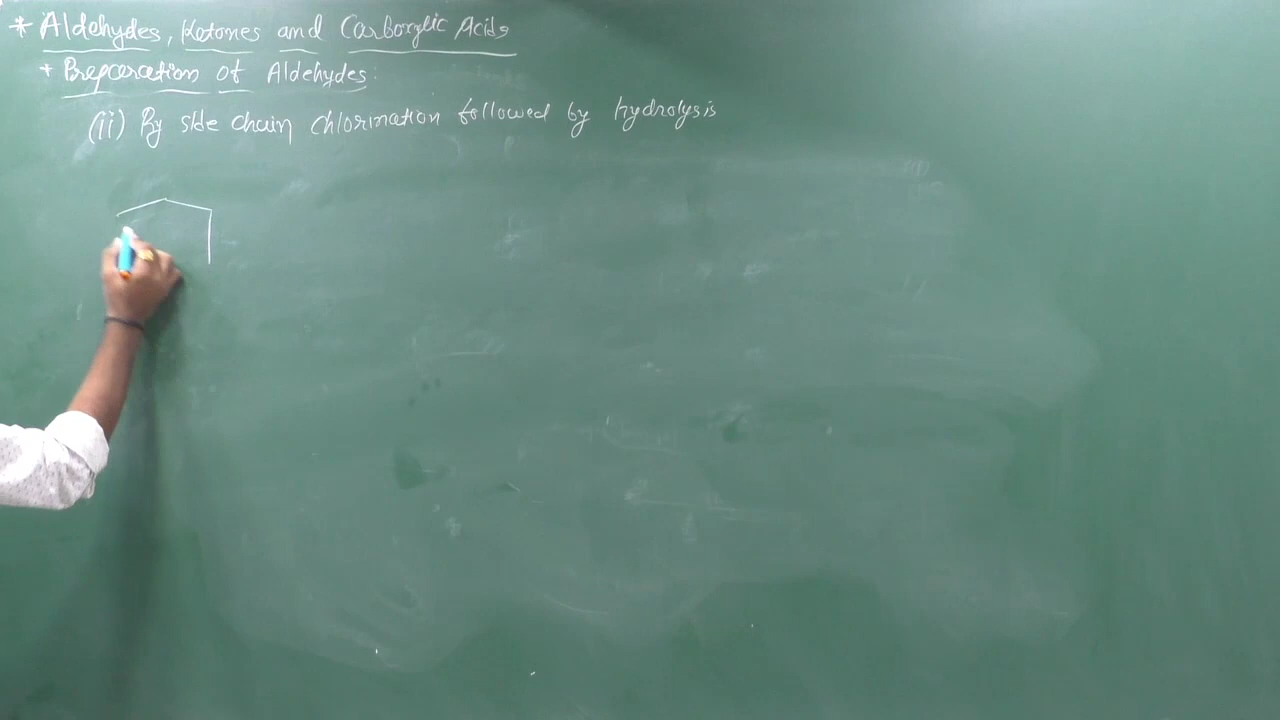 * Aldehydes, Ketones and Carboxylic Acids
+ Preparation of Aldehydes:
(ii) By side chain chlorination followed by hydrolysis